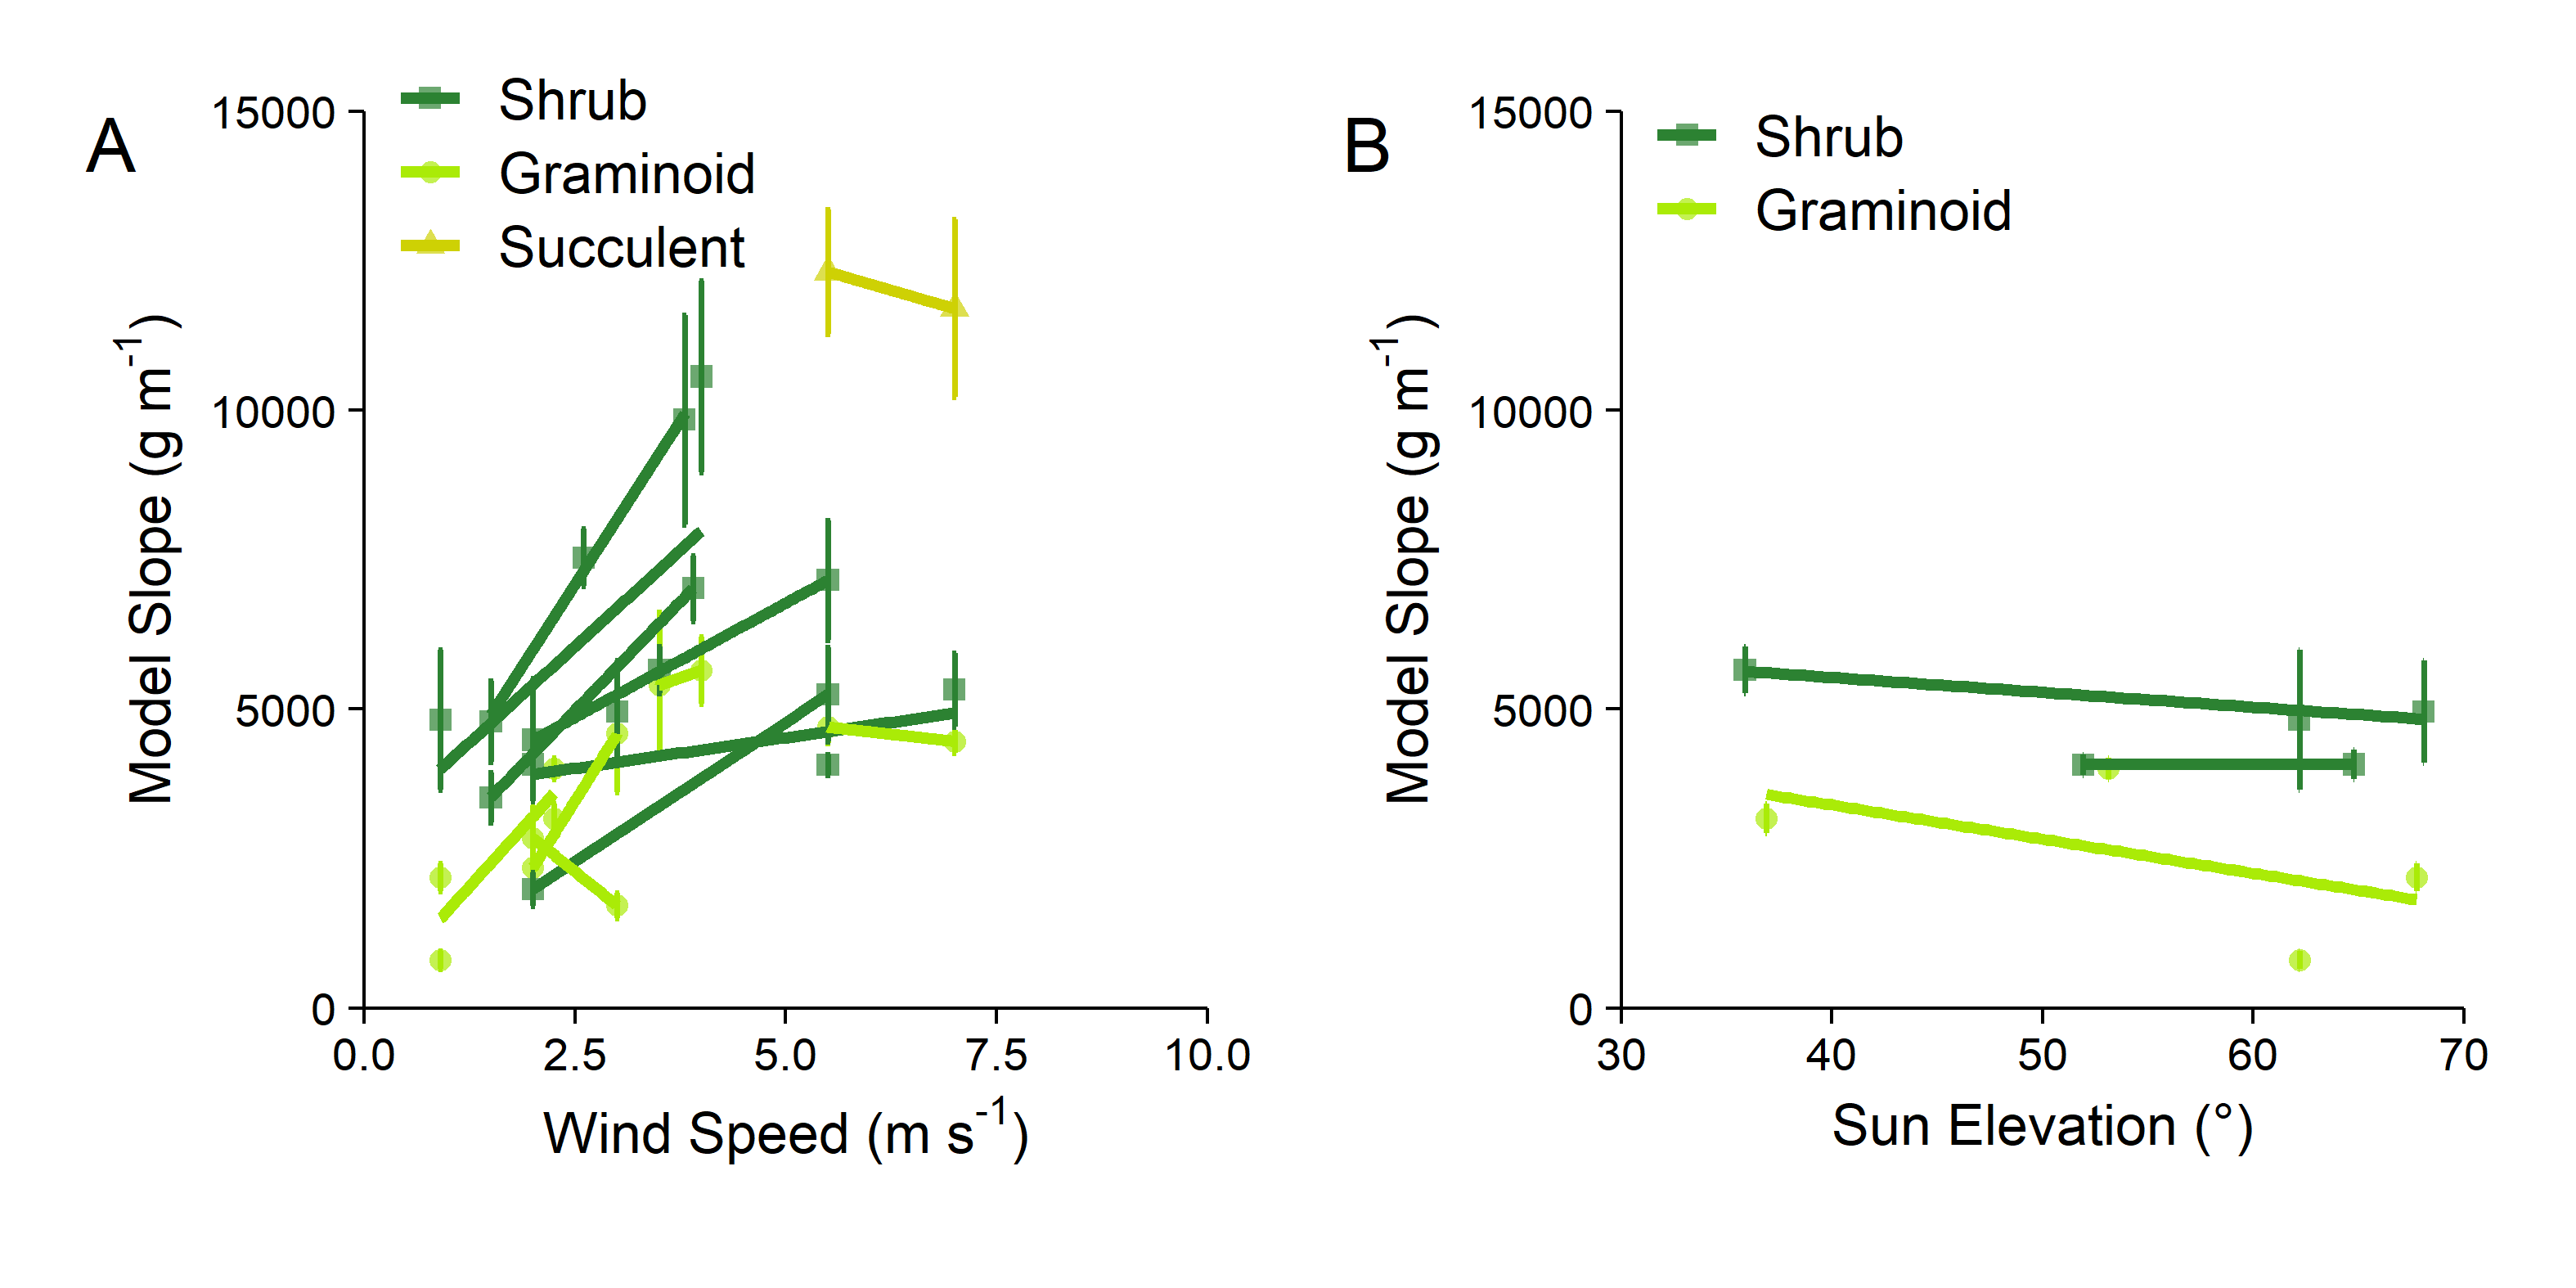 A
Shrub
Graminoid
Succulent
15000
10000
5000
0
Model Slope (g m⁻¹)
0.0 2.5 5.0 7.5 10.0
Wind Speed (m s⁻¹)
B
Shrub
Graminoid
15000
10000
5000
0
Model Slope (g m⁻¹)
30 40 50 60 70
Sun Elevation (°)